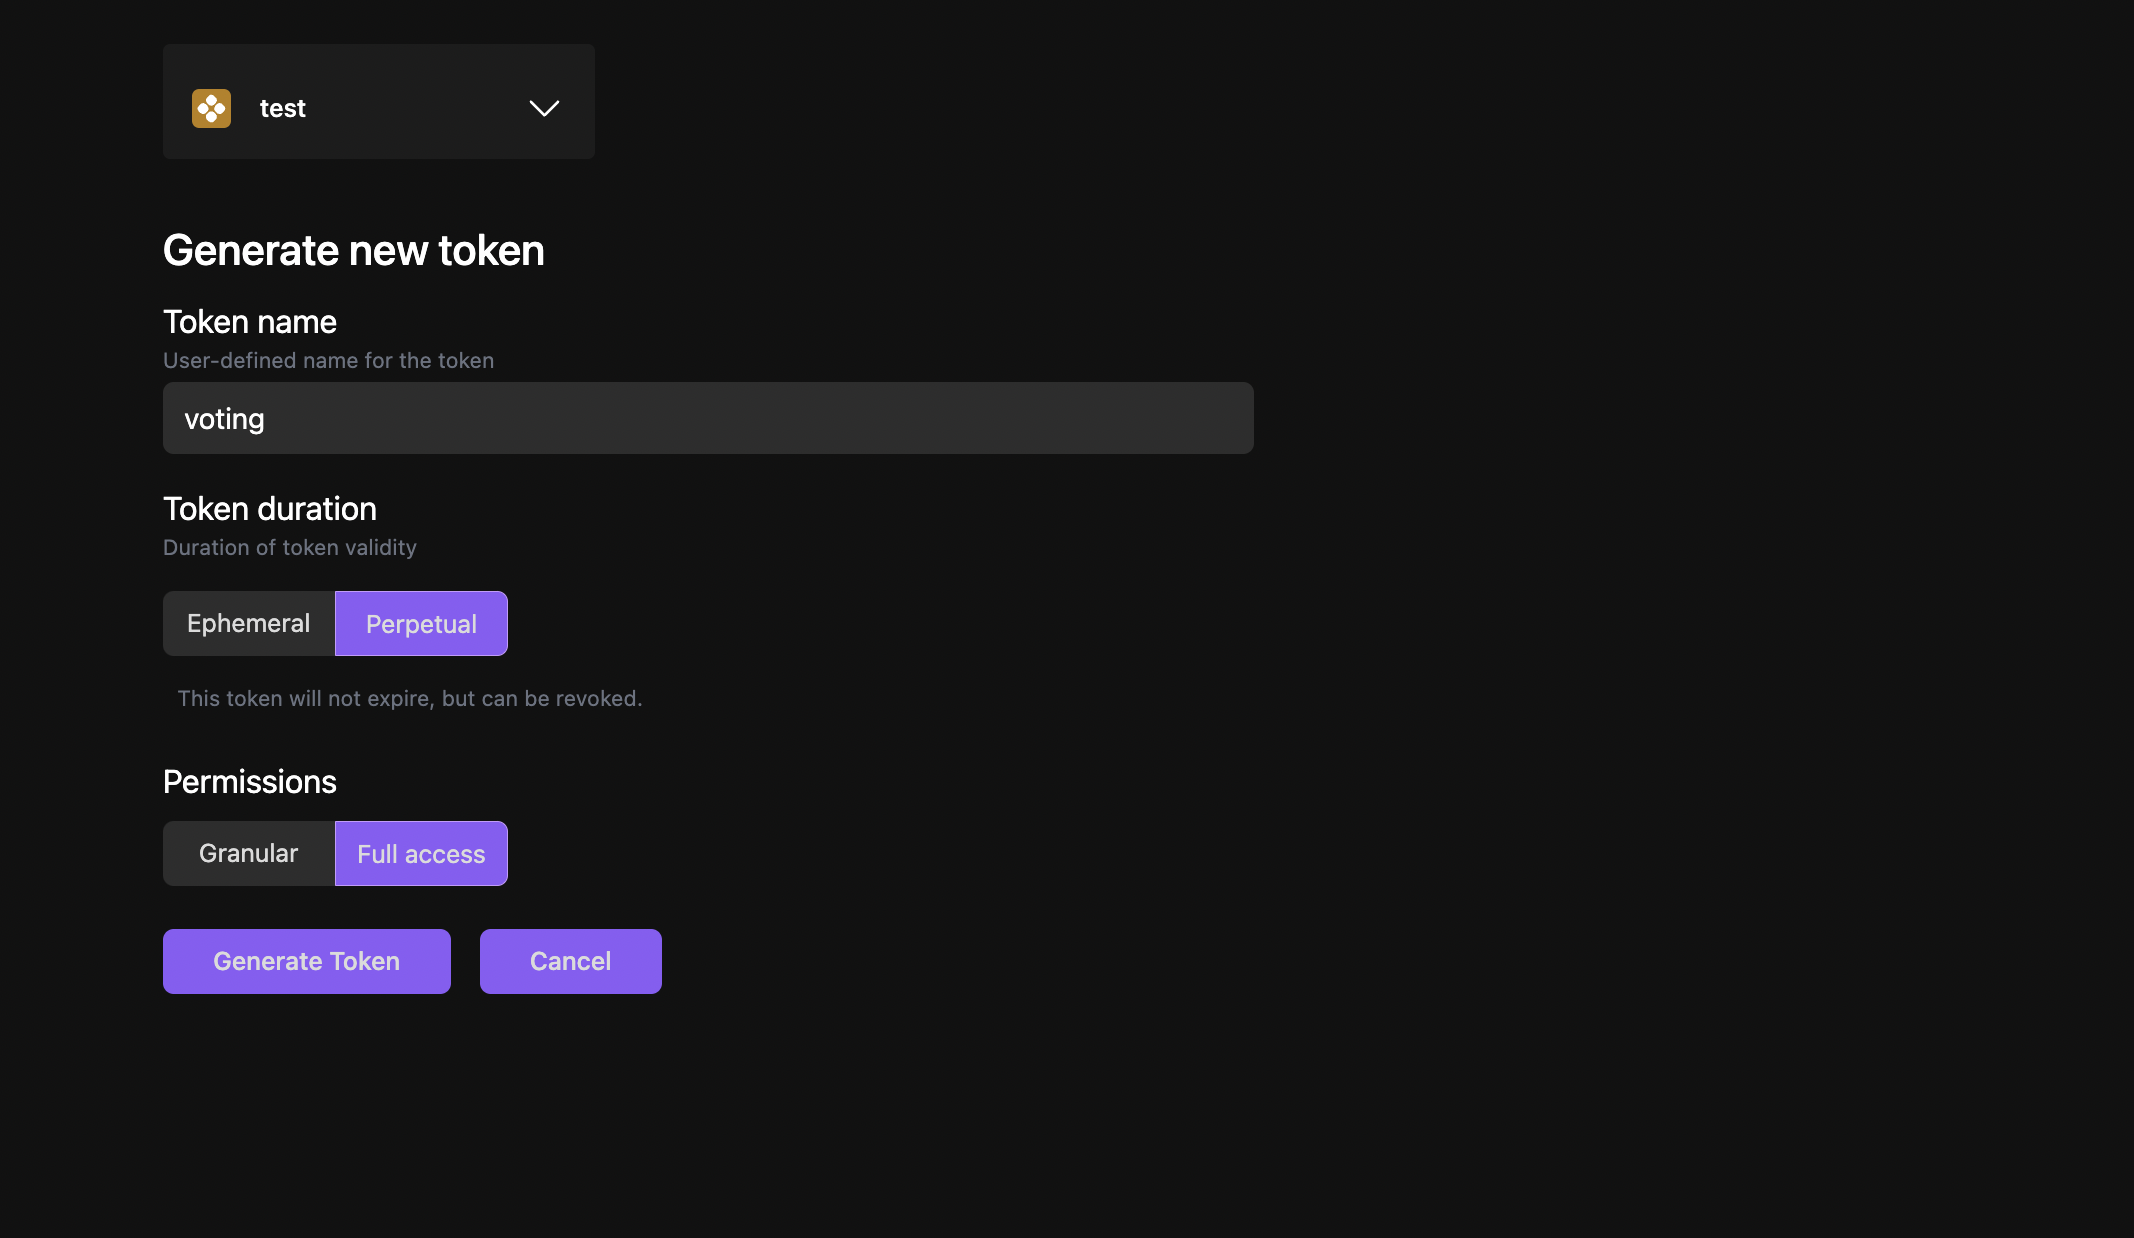 test
Generate new token
Token name
User-defined name for the token
voting
Token duration
Duration of token validity
Ephemeral Perpetual
This token will not expire, but can be revoked.
Permissions
Granular Full access
Generate Token Cancel